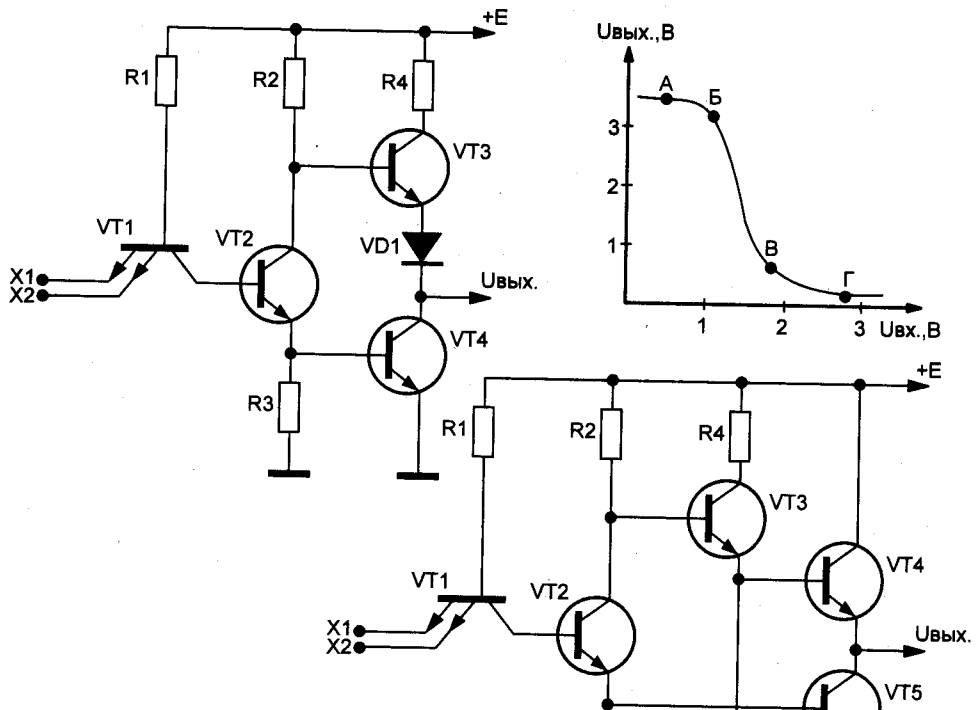 +E
R1
R2
R4
VT3
VT1
VT2
VD1
X1
X2
Uвых.
VT4
R3
Uвых.,В
А
Б
3
2
1
В
Г
1
2
3
Uвх.,В
+E
R1
R2
R4
VT3
VT1
VT2
VT4
X1
X2
Uвых.
VT5